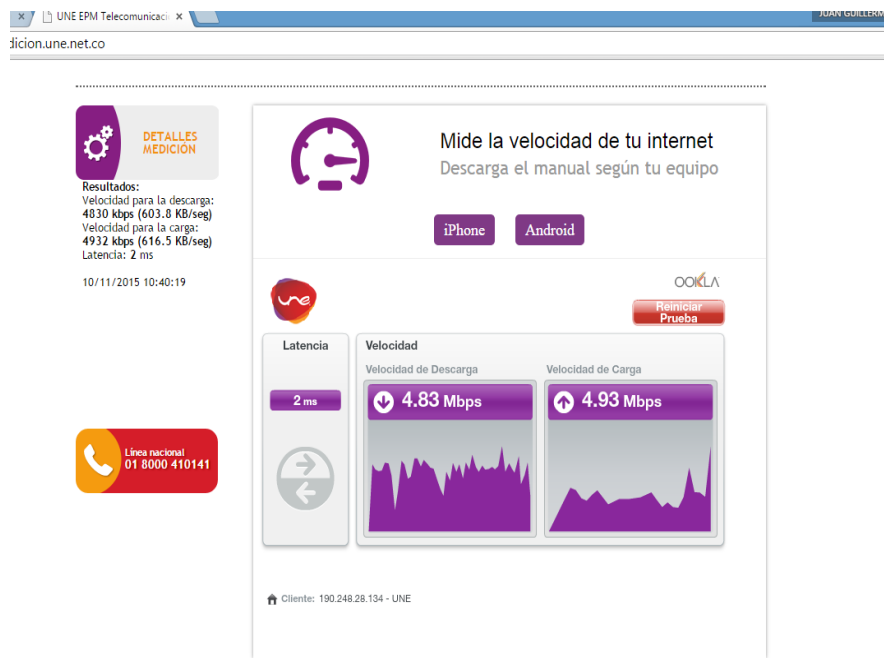 UNE EPM Telecomunicaci
JUAN GUILLERM
dicion.une.net.co
DETALLES
MEDICIÓN
Resultados:
Velocidad para la descarga:
4830 kbps (603.8 KB/seg)
Velocidad para la carga:
4932 kbps (616.5 KB/seg)
Latencia: 2 ms
10/11/2015 10:40:19
Línea nacional
01 8000 410141
Mide la velocidad de tu internet
Descarga el manual según tu equipo
iPhone Android
une
OOKLA
Reiniciar
Prueba
Latencia
2 ms
Velocidad
Velocidad de Descarga Velocidad de Carga
4.83 Mbps 4.93 Mbps
Cliente: 190.248.28.134 - UNE